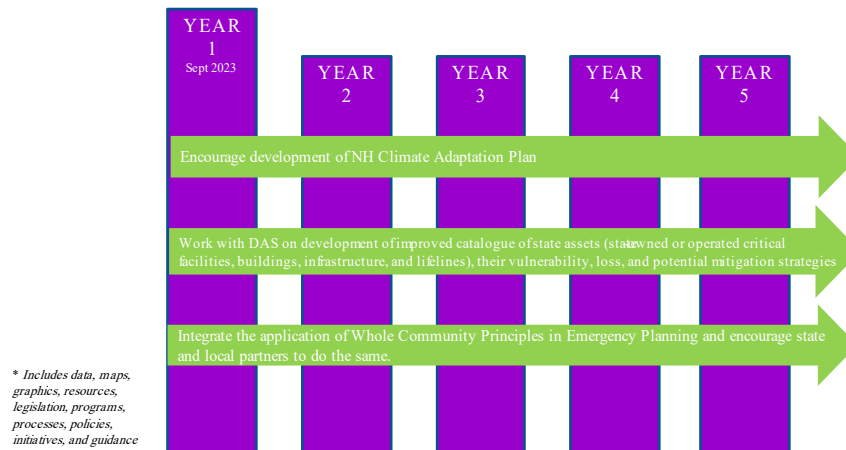 YEAR
1
Sept 2023
YEAR
2
YEAR
3
YEAR
4
YEAR
5
Encourage development of NH Climate Adaptation Plan
Work with DAS on development of improved catalogue of state assets (state-owned or operated critical
facilities, buildings, infrastructure, and lifelines), their vulnerability, loss, and potential mitigation strategies
Integrate the application of Whole Community Principles in Emergency Planning and encourage state
and local partners to do the same.
* Includes data, maps,
graphics, resources,
legislation, programs,
processes, policies,
initiatives, and guidance